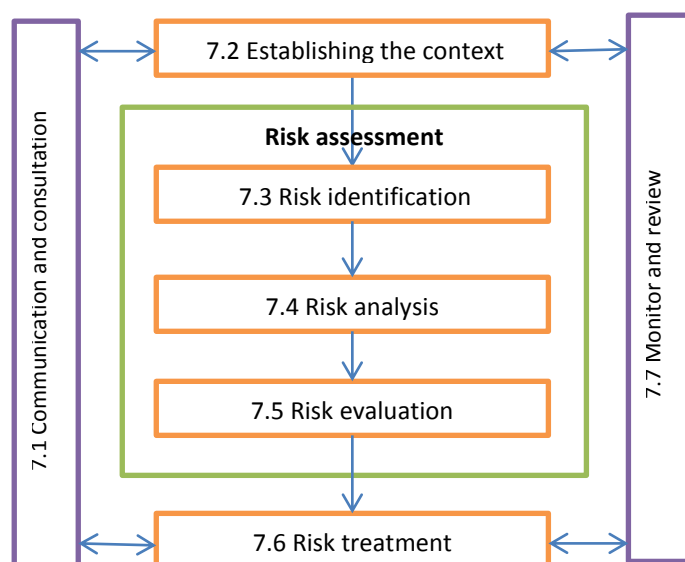 7.2 Establishing the context
Risk assessment
7.3 Risk identification
7.4 Risk analysis
7.5 Risk evaluation
7.6 Risk treatment
7.1 Communication and consultation
7.7 Monitor and review